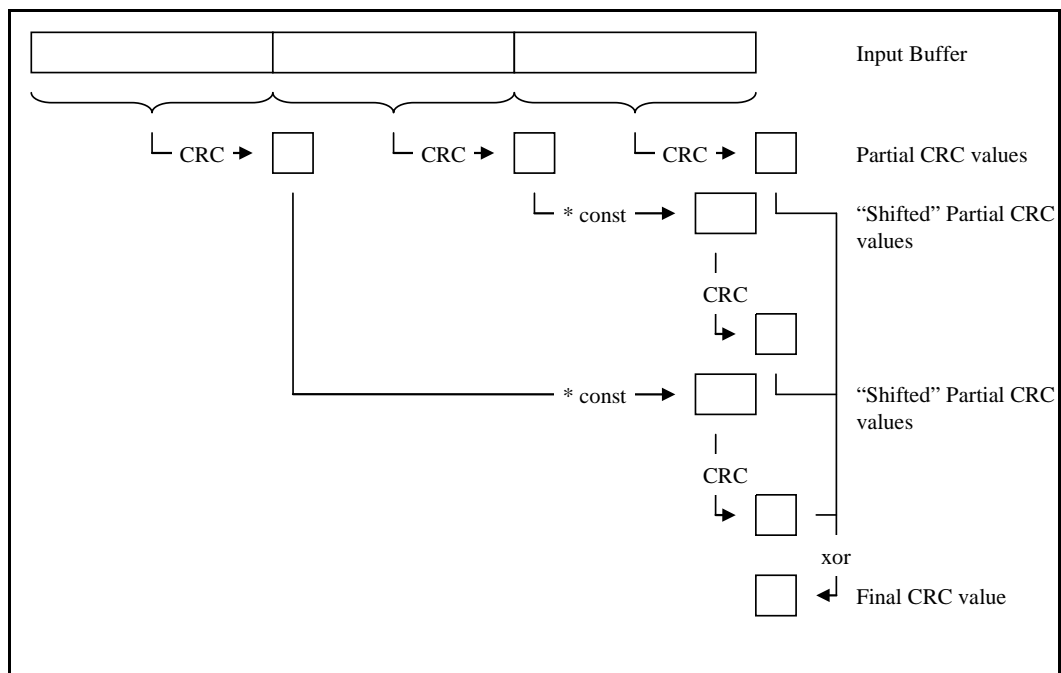 Input Buffer
CRC CRC CRC Partial CRC values
* const “Shifted” Partial CRC
values
CRC
* const “Shifted” Partial CRC
values
CRC
xor
Final CRC value